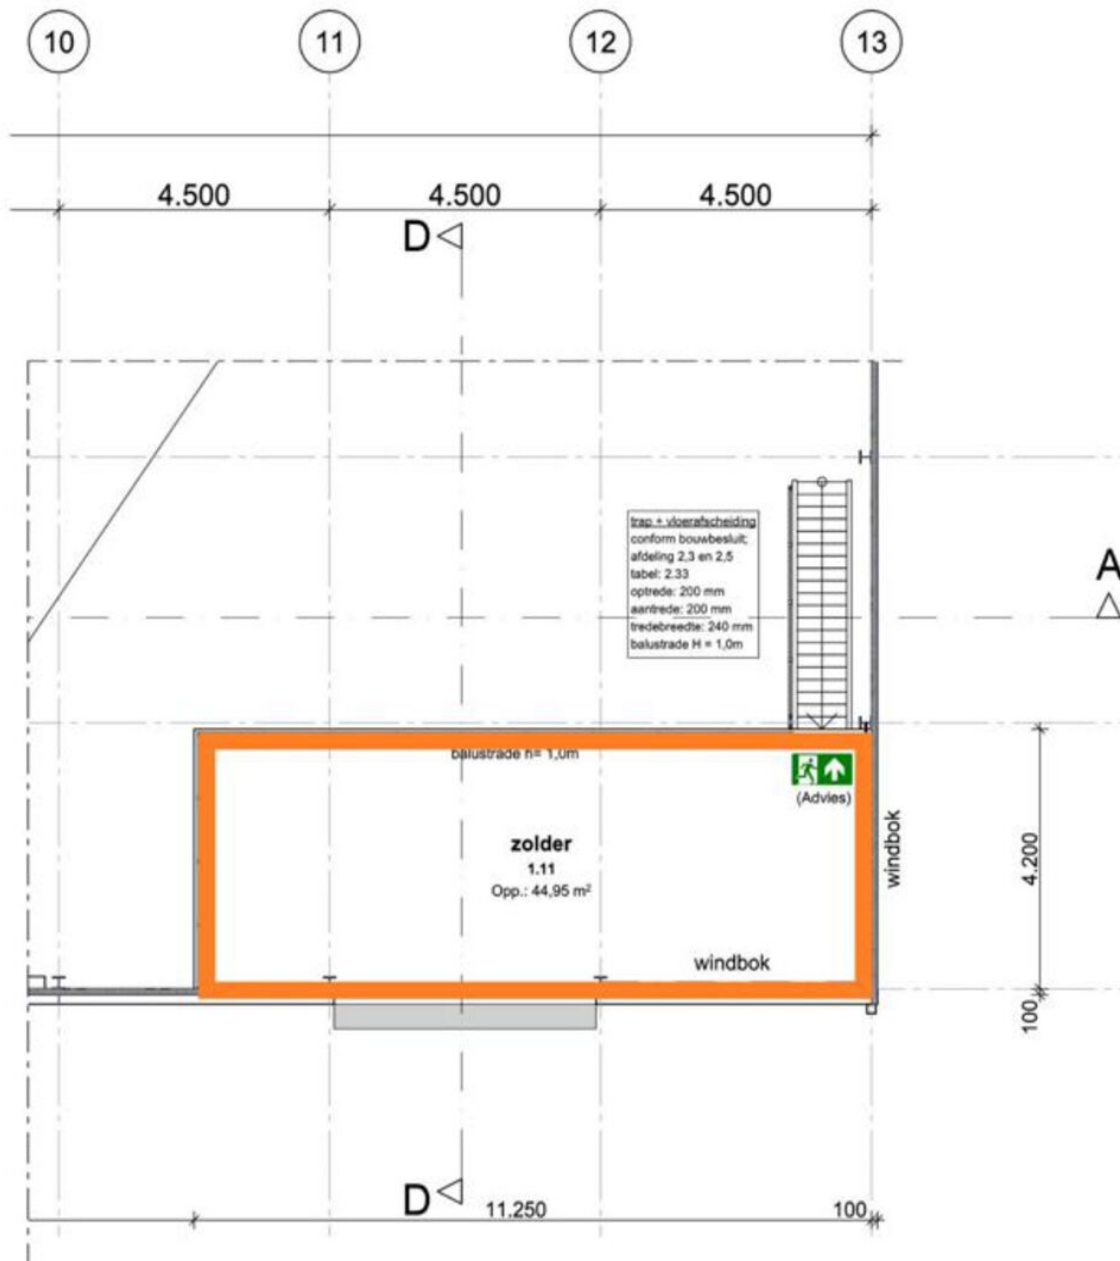 10 11 12 13
4.500 4.500 4.500
D
trap + vloerafscheiding
conform bouwbesluit;
afdeling 2,3 en 2,5
tabel: 2.33
optrede: 200 mm
aantrede: 200 mm
tredebreedte: 240 mm
balustrade H = 1,0m
A
balustrade h= 1,0m
(Advies)
zolder
1.11
Opp.: 44,95 m²
windbok
4.200
windbok
100
D
11.250
100